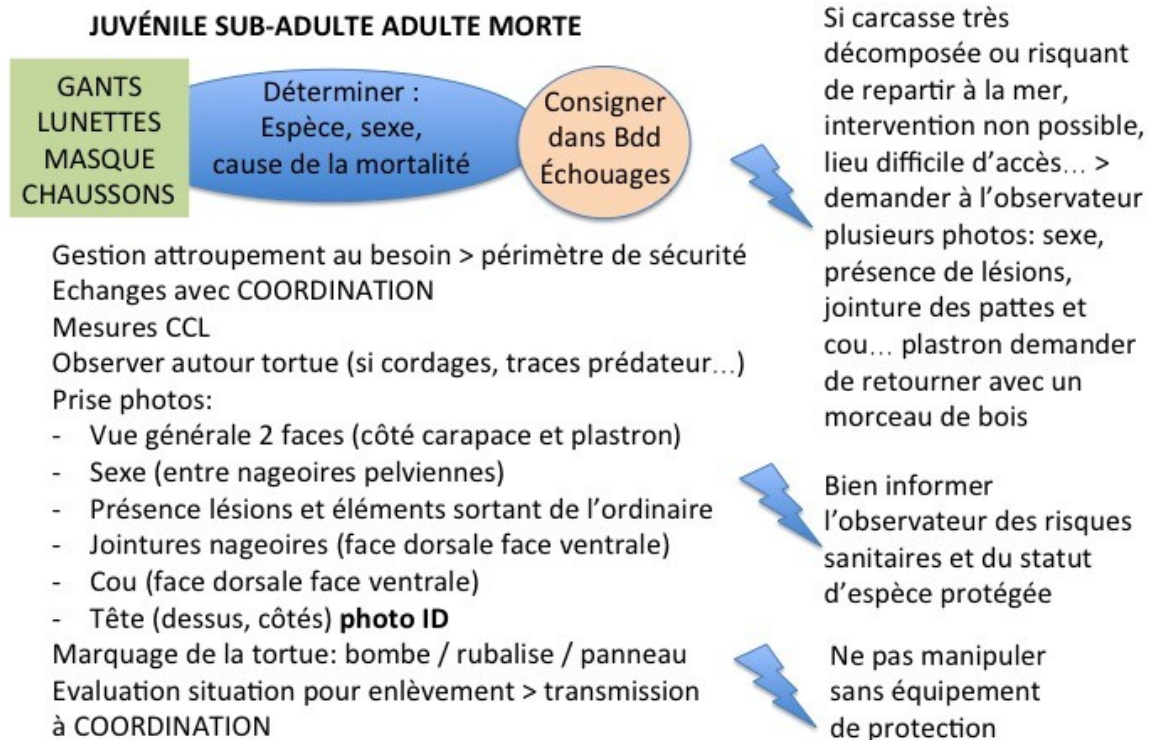 JUVÉNILE SUB-ADULTE ADULTE MORTE
GANTS
LUNETTES
MASQUE
CHAUSSONS
Déterminer :
Espèce, sexe,
cause de la mortalité
Consigner
dans Bdd
Échouages
Gestion attroupement au besoin > périmètre de sécurité
Echanges avec COORDINATION
Mesures CCL
Observer autour tortue (si cordages, traces prédateur...)
Prise photos:
- Vue générale 2 faces (côté carapace et plastron)
- Sexe (entre nageoires pelviennes)
- Présence lésions et éléments sortant de l'ordinaire
- Jointures nageoires (face dorsale face ventrale)
- Cou (face dorsale face ventrale)
- Tête (dessus, côtés) photo ID
Marquage de la tortue: bombe / rubalise / panneau
Evaluation situation pour enlèvement > transmission
à COORDINATION
Si carcasse très
décomposée ou risquant
de repartir à la mer,
intervention non possible,
lieu difficile d'accès... >
demander à l'observateur
plusieurs photos: sexe,
présence de lésions,
jointure des pattes et
cou... plastron demander
de retourner avec un
morceau de bois
Bien informer
l'observateur des risques
sanitaires et du statut
d'espèce protégée
Ne pas manipuler
sans équipement
de protection